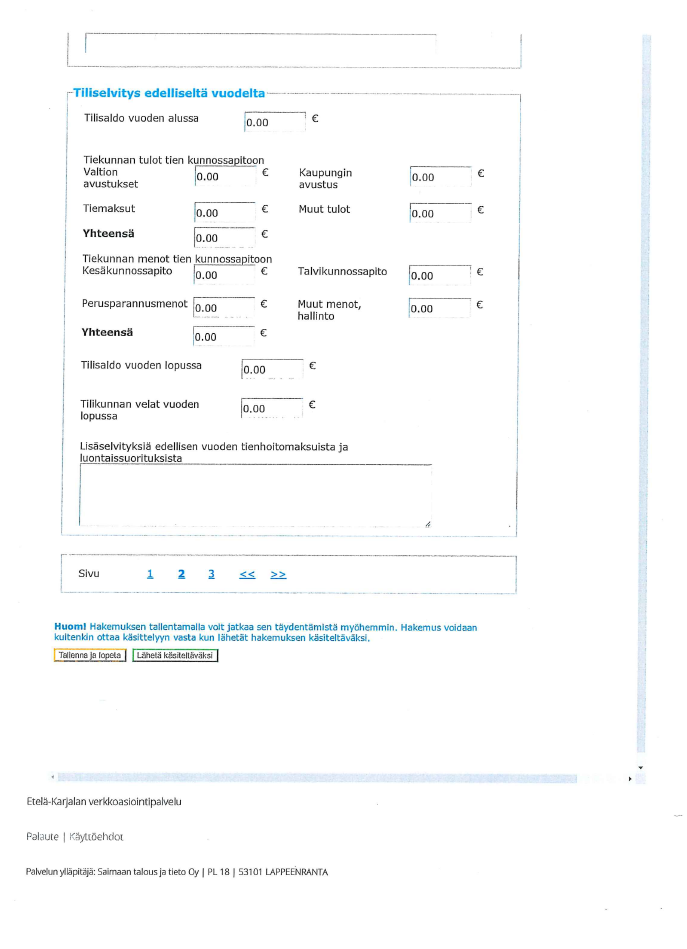 Tiliselvitys edelliseltä vuodelta
Tilisaldo vuoden alussa 0.00 €
Tiekunnan tulot tien kunnossapitoon
Valtion avustukset 0.00 € Kaupungin avustus 0.00 €
Tiemaksut 0.00 € Muut tulot 0.00 €
Yhteensä 0.00 €
Tiekunnan menot tien kunnossapitoon
Kesäkunnossapito 0.00 € Talvikunnossapito 0.00 €
Perusparannusmenot 0.00 € Muut menot, hallinto 0.00 €
Yhteensä 0.00 €
Tilisaldo vuoden lopussa 0.00 €
Tilikunnan velat vuoden lopussa 0.00 €
Lisäselvityksiä edellisen vuoden tienhoitomaksuista ja
luontaissuorituksista
Sivu 1 2 3 << >>
Huom! Hakemuksen tallentamalla voit jatkaa sen täydentämistä myöhemmin. Hakemus voidaan
kuitenkin ottaa käsittelyyn vasta kun lähetät hakemuksen käsiteltäväksi.
Tallenna ja lopeta Lähetä käsiteltäväksi
Etelä-Karjalan verkkoasiointipalvelu
Palaute | Käyttöehdot
Palvelun ylläpitäjä: Saimaan talous ja tieto Oy | PL 18 | 53101 LAPPEENRANTA